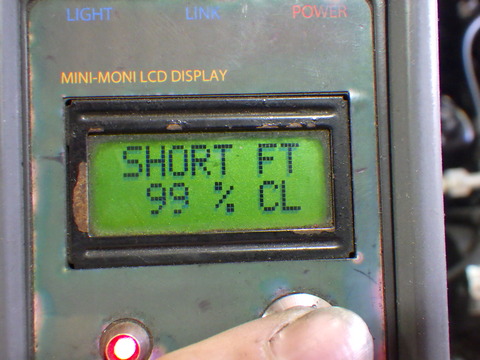 LIGHT LINK POWER
MINI-MONI LCD DISPLAY
SHORT FT
99 % CL